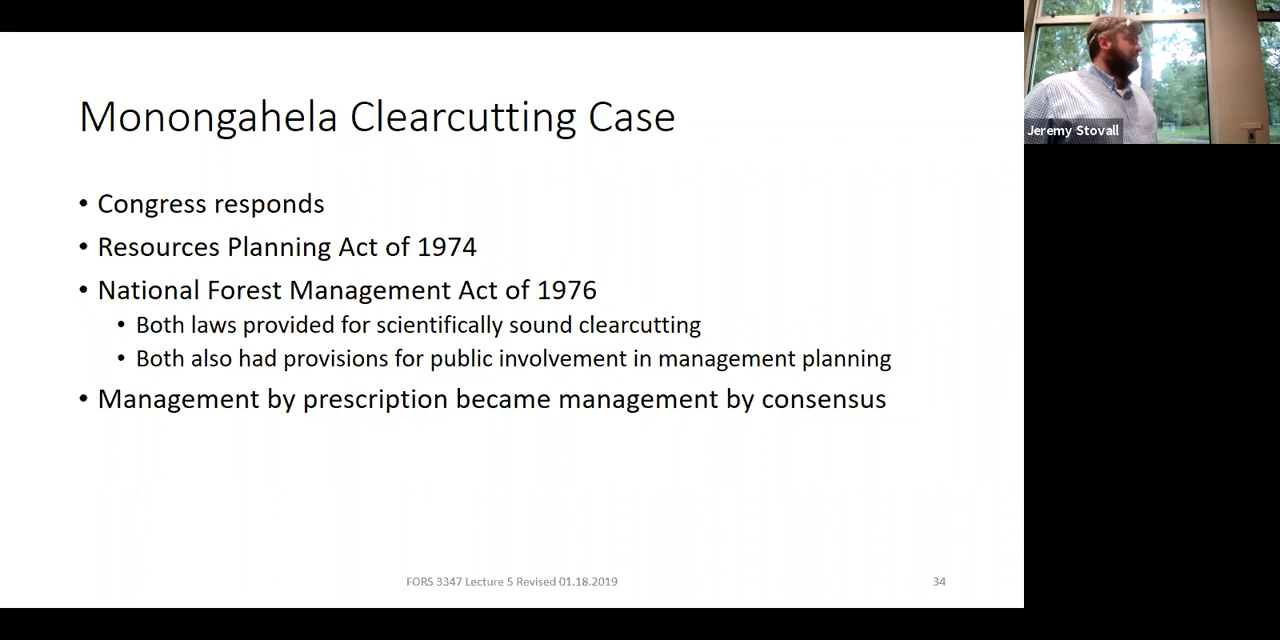 Monongahela Clearcutting Case
• Congress responds
• Resources Planning Act of 1974
• National Forest Management Act of 1976
• Both laws provided for scientifically sound clearcutting
• Both also had provisions for public involvement in management planning
• Management by prescription became management by consensus
FORS 3347 Lecture 5 Revised 01.18.2019
34
Jeremy Stovall